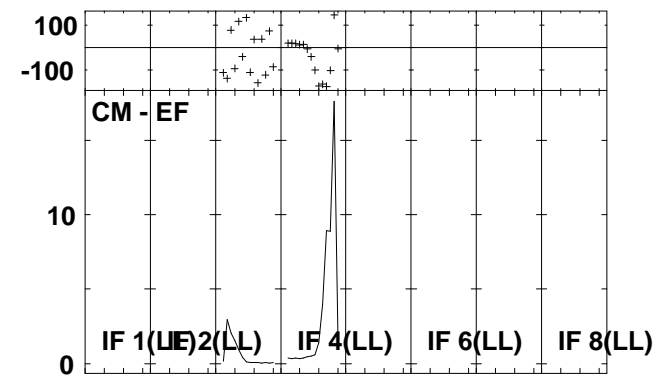 100
-100
CM - EF
10
IF 1(LL)
IF 2(LL)
IF 4(LL)
IF 6(LL)
IF 8(LL)
0